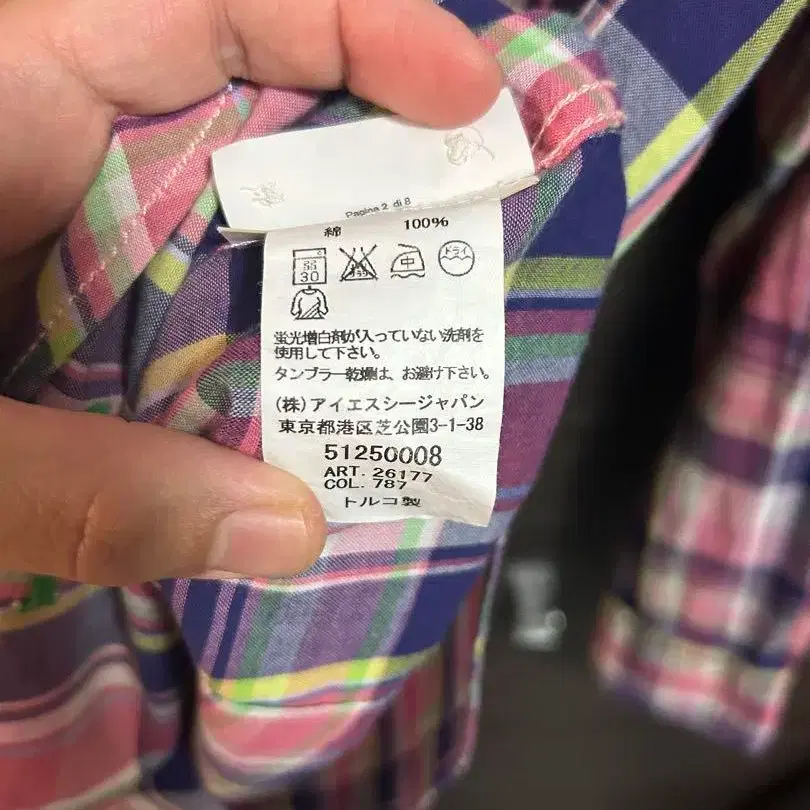 Pagina 2 di 8
綿 100%
30
ドライ
蛍光増白剤が入っていない洗剤を
使用して下さい。
タンブラー乾燥は、お避け下さい。
(株)アイエスシージャパン
東京都港区芝公園3-1-38
51250008
ART. 26177
COL. 787
トルコ製